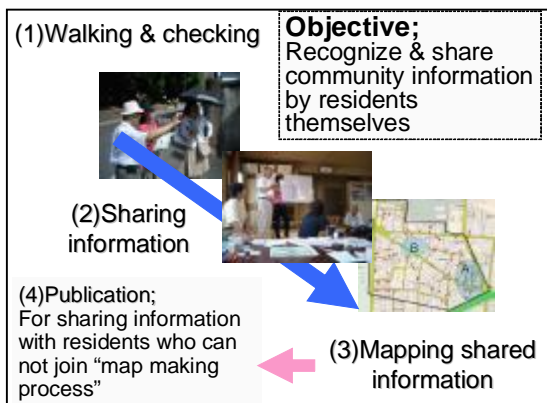 (1)Walking & checking
Objective;
Recognize & share
community information
by residents
themselves
(2)Sharing
information
B
A
(4)Publication;
For sharing information
with residents who can
not join “map making
process”
(3)Mapping shared
information